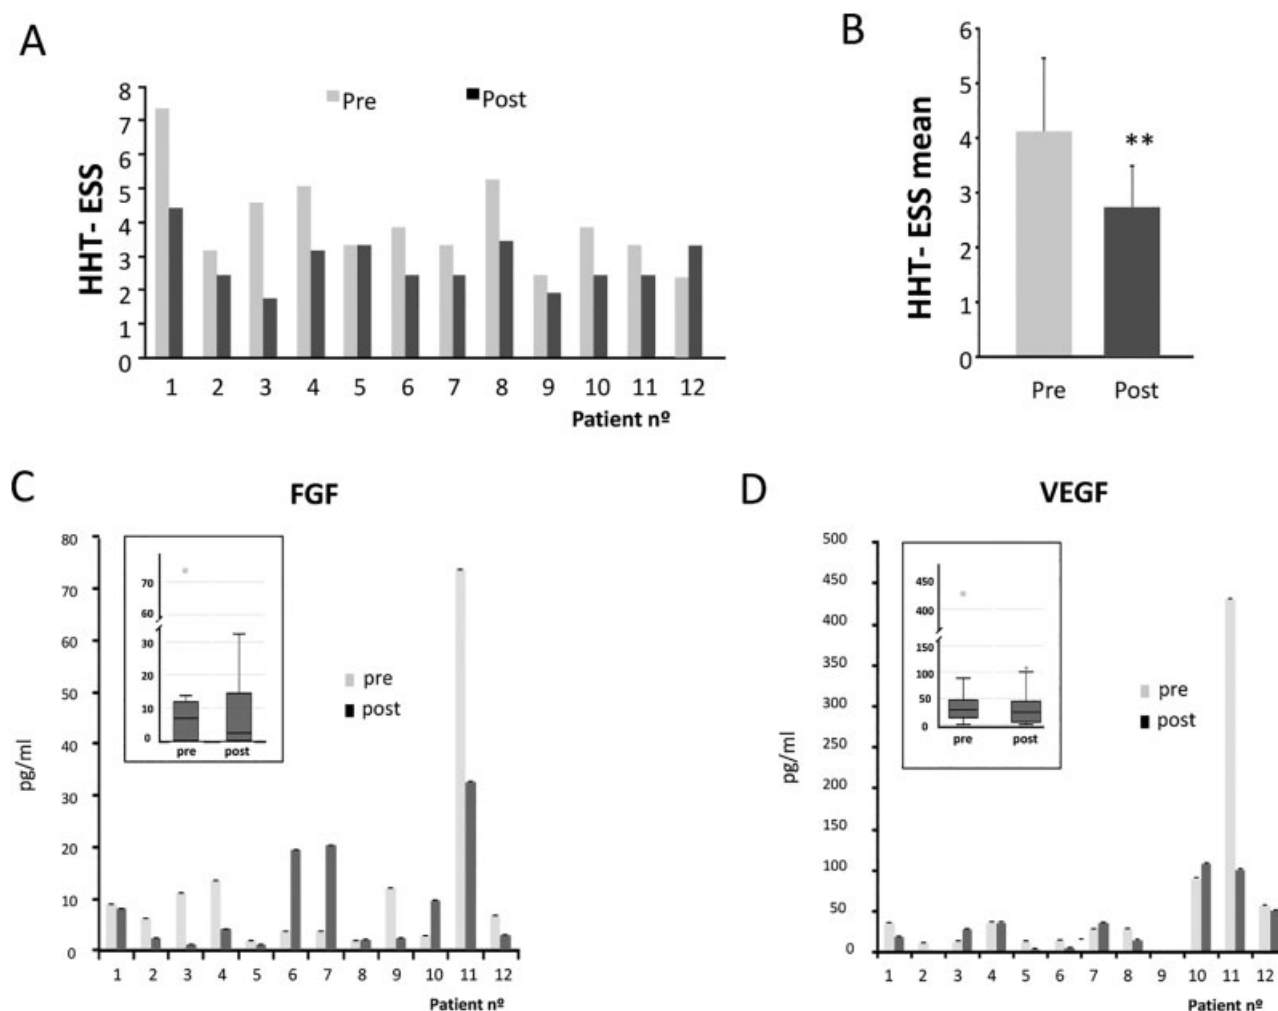 A
HHT- ESS
8
7
6
5
4
3
2
1
0
Pre
Post
1 2 3 4 5 6 7 8 9 10 11 12
Patient nº
B
HHT- ESS mean
6
5
4
3
2
1
0
**
Pre Post
C
FGF
pg/ml
80
70
60
50
40
30
20
10
0
70
60
30
20
10
0
pre post
pre
post
1 2 3 4 5 6 7 8 9 10 11 12
Patient nº
D
VEGF
pg/ml
500
450
400
350
300
250
200
150
100
50
0
450
400
150
100
50
0
pre post
pre
post
1 2 3 4 5 6 7 8 9 10 11 12
Patient nº